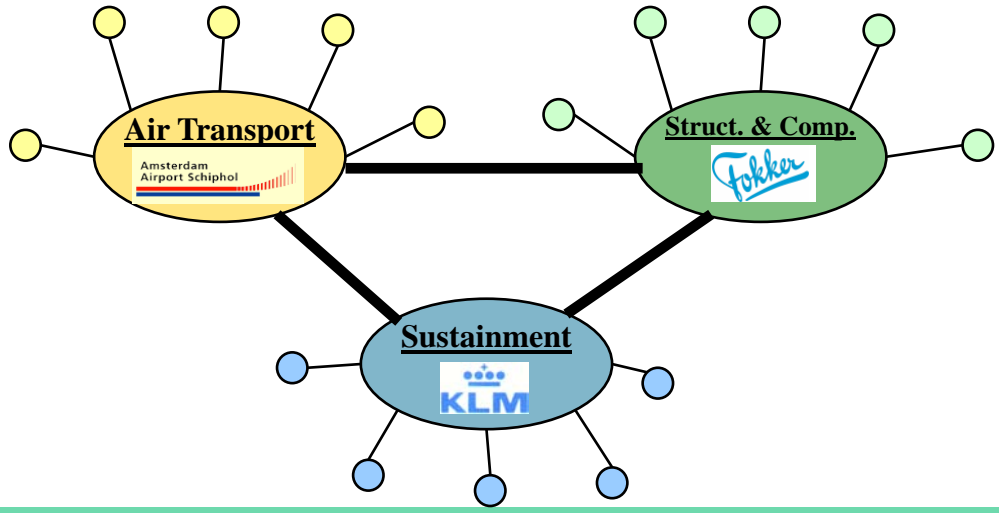 Air Transport
Amsterdam
Airport Schiphol
Struct. & Comp.
Fokker
Sustainment
KLM